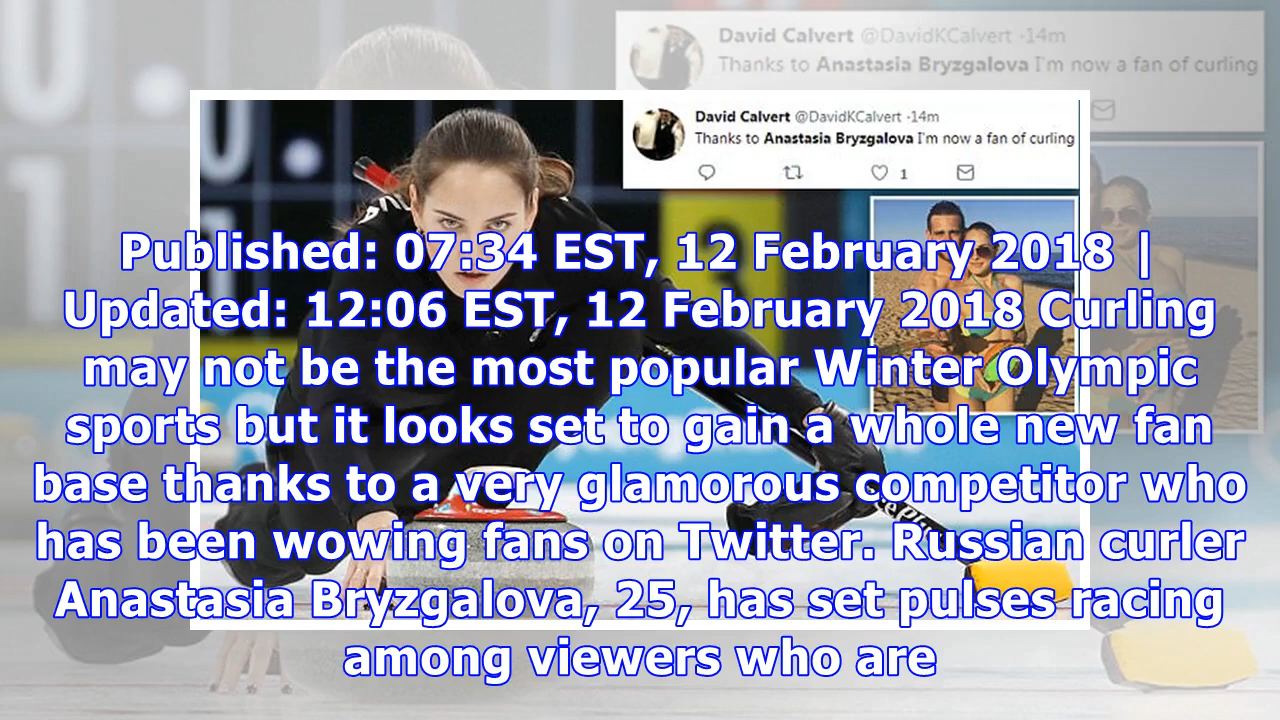 David Calvert @DavidKCalvert -14m
Thanks to Anastasia Bryzgalova I'm now a fan of curling
David Calvert @DavidKCalvert -14m
Thanks to Anastasia Bryzgalova I'm now a fan of curling
1
Published: 07:34 EST, 12 February 2018 |
Updated: 12:06 EST, 12 February 2018 Curling
may not be the most popular Winter Olympic
sports but it looks set to gain a whole new fan
base thanks to a very glamorous competitor who
has been wowing fans on Twitter. Russian curler
Anastasia Bryzgalova, 25, has set pulses racing
among viewers who are